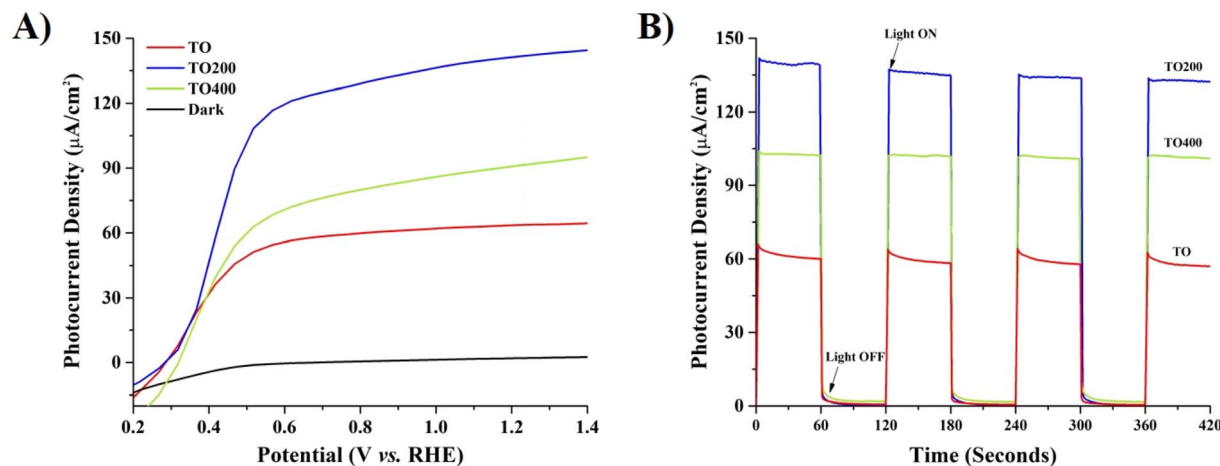 A)
150
120
90
60
30
0
Photocurrent Density (μA/cm²)
TO
TO200
TO400
Dark
0.2 0.4 0.6 0.8 1.0 1.2 1.4
Potential (V vs. RHE)
B)
150
120
90
60
30
0
Photocurrent Density (μA/cm²)
Light ON
TO200
TO400
TO
Light OFF
0 60 120 180 240 300 360 420
Time (Seconds)